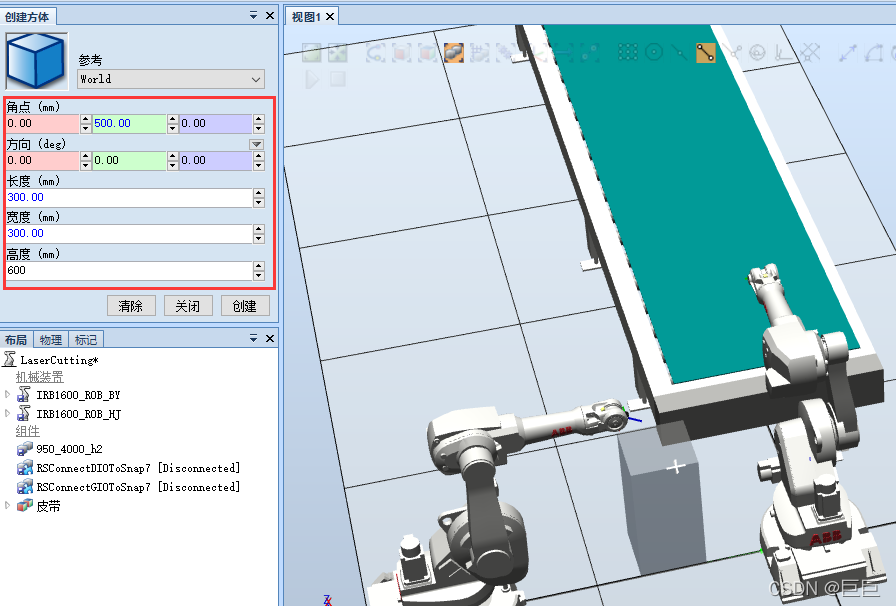 创建方体
视图1
参考
World
角点 (mm)
0.00 500.00 0.00
方向 (deg)
0.00 0.00 0.00
长度 (mm)
300.00
宽度 (mm)
300.00
高度 (mm)
600
清除 关闭 创建
布局 物理 标记
LaserCutting*
机械装置
IRB1600_ROB_BY
IRB1600_ROB_HJ
组件
950_4000_h2
RSConnectDIOToSnap7 [Disconnected]
RSConnectGIOToSnap7 [Disconnected]
皮带
ABB
ABB
Z
CSDN @巨巨